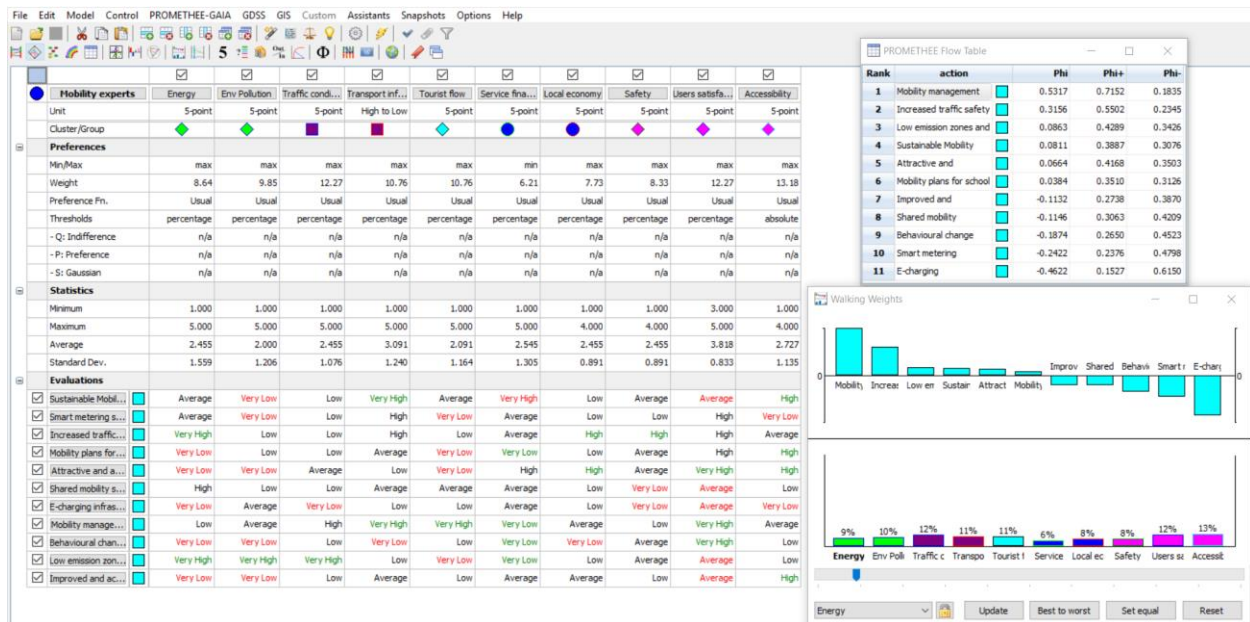 File Edit Model Control PROMETHEE-GAIA GDSS GIS Custom Assistants Snapshots Options Help
Mobility experts Energy Env Pollution Traffic cond... Transport inf... Tourist flow Service fina... Local economy Safety Users satisfa... Accessibility
Unit 5-point 5-point 5-point High to Low 5-point 5-point 5-point 5-point 5-point 5-point
Cluster/Group
Preferences
Min/Max max max max max max min max max max max
Weight 8.64 9.85 12.27 10.76 10.76 6.21 7.73 8.33 12.27 13.18
Preference Fn. Usual Usual Usual Usual Usual Usual Usual Usual Usual Usual
Thresholds percentage percentage percentage percentage percentage percentage percentage percentage percentage absolute
- Q: Indifference n/a n/a n/a n/a n/a n/a n/a n/a n/a n/a
- P: Preference n/a n/a n/a n/a n/a n/a n/a n/a n/a n/a
- S: Gaussian n/a n/a n/a n/a n/a n/a n/a n/a n/a n/a
Statistics
Minimum 1.000 1.000 1.000 1.000 1.000 1.000 1.000 1.000 3.000 1.000
Maximum 5.000 5.000 5.000 5.000 5.000 5.000 4.000 4.000 5.000 4.000
Average 2.455 2.000 2.455 3.091 2.091 2.545 2.455 2.455 3.818 2.727
Standard Dev. 1.559 1.206 1.076 1.240 1.164 1.305 0.891 0.891 0.833 1.135
Evaluations
Sustainable Mobil... Average Very Low Low Very High Average Very High Low Average Average High
Smart metering s... Average Very Low Low High Very Low Average Low Low High Very Low
Increased traffic... Very High Low Low High Low Average High High High Average
Mobility plans for... Very Low Low Low Average Very Low Very Low Low Average High High
Attractive and a... Very Low Very Low Average Low Very Low High High Average Very High High
Shared mobility s... High Low Low Average Average Average Low Very Low Average Low
E-charging infras... Very Low Average Very Low Low Low Average Low Very Low Average Very Low
Mobility manage... Low Average High Very High Very High Very Low Average Low Very High Average
Behavioural chan... Very Low Low Low Very Low Low Very Low Very Low Average Very High Low
Low emission zon... Very High Very High Very High Low Very Low Very Low Low Low Average Low
Improved and ac... Very Low Very Low Low Average Low Average Average Low Average High
PROMETHEE Flow Table
Rank action Phi Phi+ Phi-
1 Mobility management 0.5317 0.7152 0.1835
2 Increased traffic safety 0.3156 0.5502 0.2345
3 Low emission zones and 0.0863 0.4289 0.3426
4 Sustainable Mobility 0.0811 0.3887 0.3076
5 Attractive and 0.0664 0.4168 0.3503
6 Mobility plans for school 0.0384 0.3510 0.3126
7 Improved and -0.1132 0.2738 0.3870
8 Shared mobility -0.1146 0.3063 0.4209
9 Behavioural change -0.1874 0.2650 0.4523
10 Smart metering -0.2422 0.2376 0.4798
11 E-charging -0.4622 0.1527 0.6150
Walking Weights
Improv Shared Behavi Smart r E-charg
0 0
Mobility Increas Low em Sustair Attract Mobility
9% 10% 12% 11% 11% 6% 8% 8% 12% 13%
Energy Env Poll Traffic c Transpo Tourist f Service Local ec Safety Users sa Accessib
Energy Update Best to worst Set equal Reset